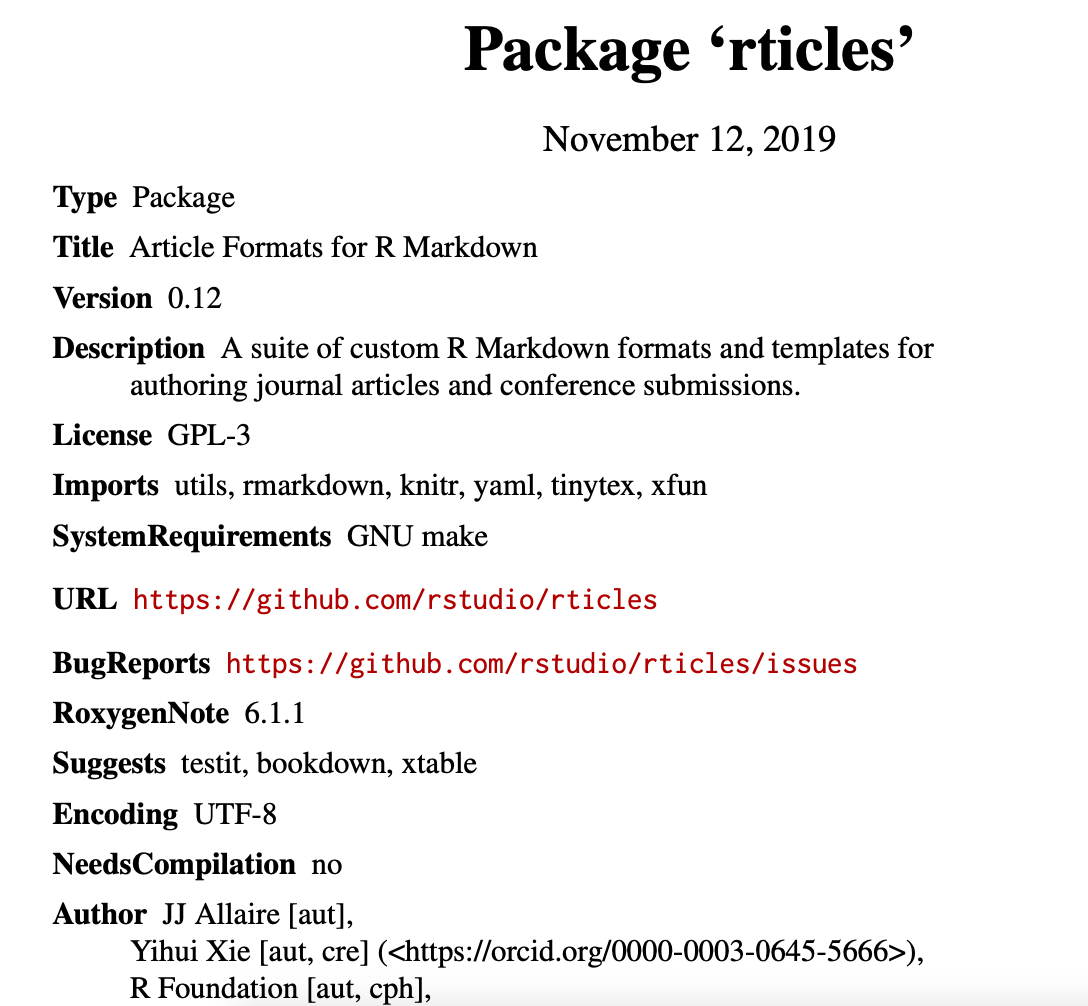 Package ‘rticles’
November 12, 2019
Type Package
Title Article Formats for R Markdown
Version 0.12
Description A suite of custom R Markdown formats and templates for
authoring journal articles and conference submissions.
License GPL-3
Imports utils, rmarkdown, knitr, yaml, tinytex, xfun
SystemRequirements GNU make
URL https://github.com/rstudio/rticles
BugReports https://github.com/rstudio/rticles/issues
RoxygenNote 6.1.1
Suggests testit, bookdown, xtable
Encoding UTF-8
NeedsCompilation no
Author JJ Allaire [aut],
Yihui Xie [aut, cre] (<https://orcid.org/0000-0003-0645-5666>),
R Foundation [aut, cph],